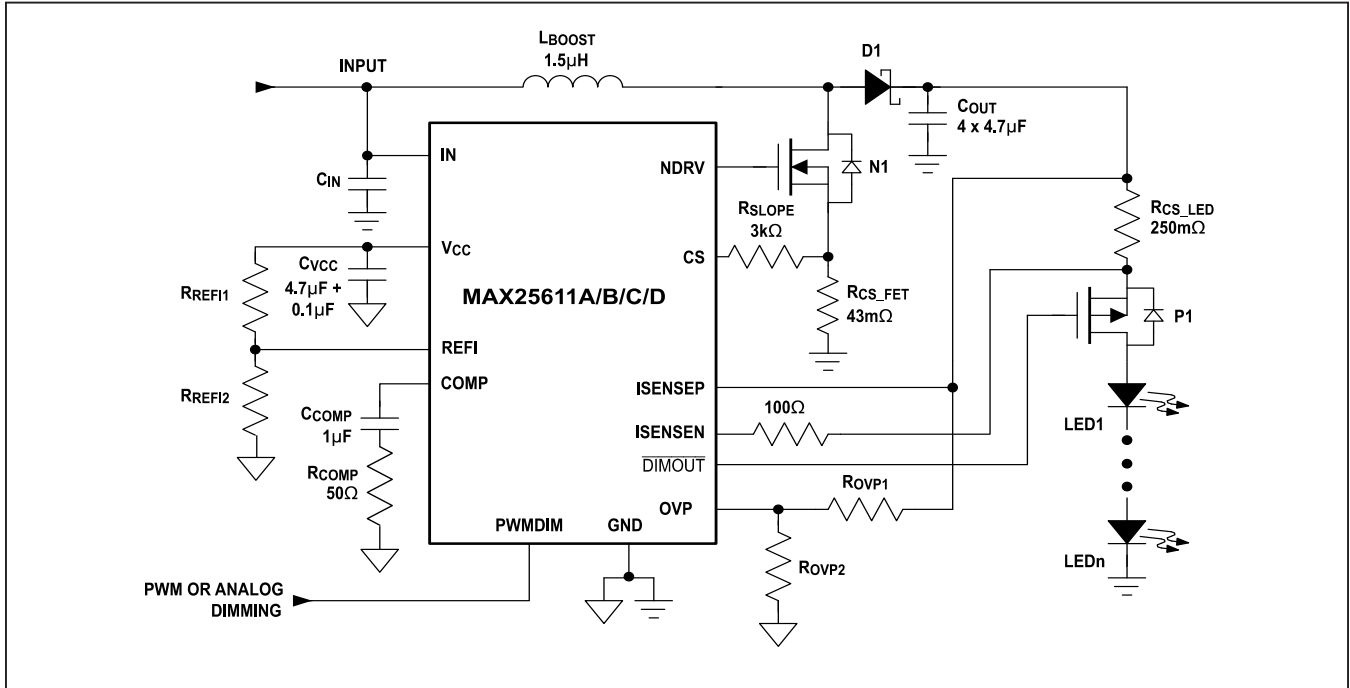 LBOOST
1.5µH
D1
INPUT
COUT
4 x 4.7µF
IN
NDRV
N1
CIN
RSLOPE
3kΩ
RCS_LED
250mΩ
VCC
CS
CVCC
4.7µF +
0.1µF
RREFI1
MAX25611A/B/C/D
RCS_FET
43mΩ
P1
REFI
COMP
ISENSEP
RREFI2
CCOMP
1µF
100Ω
ISENSEN
LED1
RCOMP
50Ω
DIMOUT
OVP
ROVP1
PWMDIM
GND
LEDn
ROVP2
PWM OR ANALOG
DIMMING